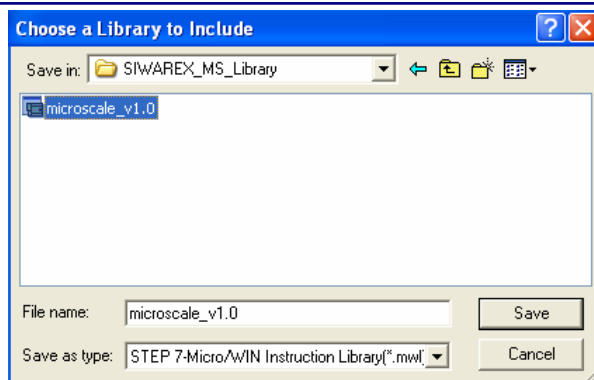 Choose a Library to Include
Save in: SIWAREX_MS_Library
microscale_v1.0
File name: microscale_v1.0 Save
Save as type: STEP 7-Micro/WIN Instruction Library(*.mwl) Cancel